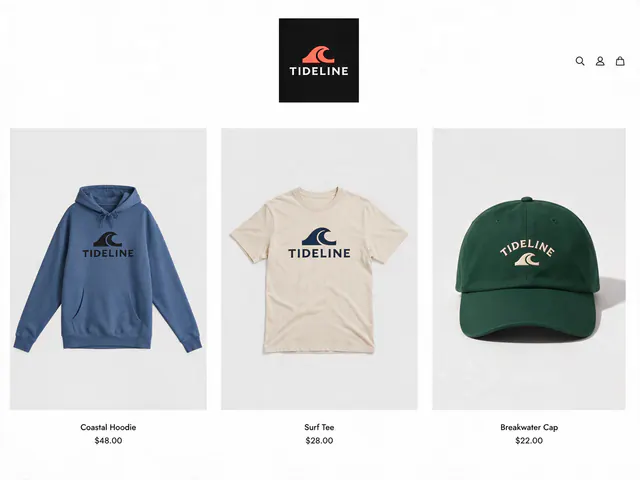 TIDELINE
TIDELINE
TIDELINE
TIDELINE
Coastal Hoodie
$48.00
Surf Tee
$28.00
Breakwater Cap
$22.00